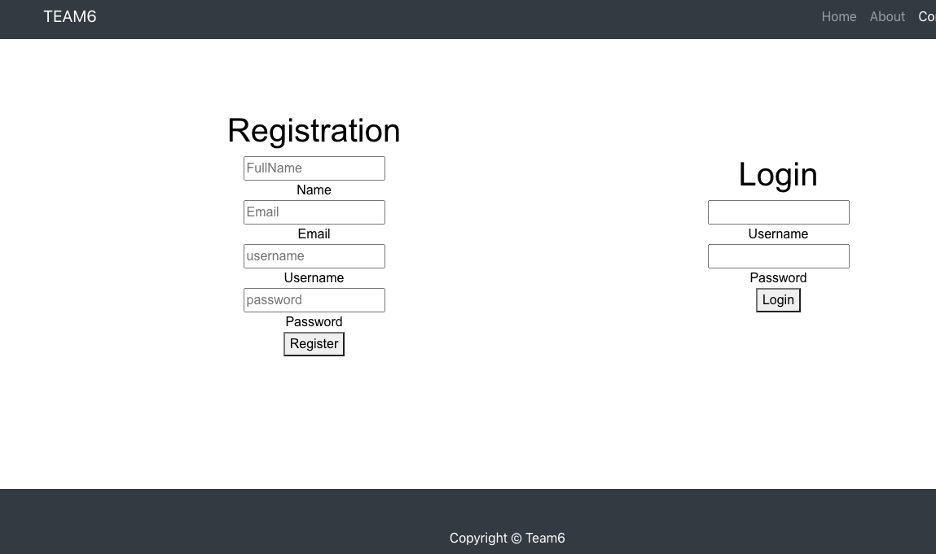 TEAM6
Home About Co
Registration
FullName
Name
Email
Email
username
Username
password
Password
Register
Login
Username
Password
Login
Copyright © Team6